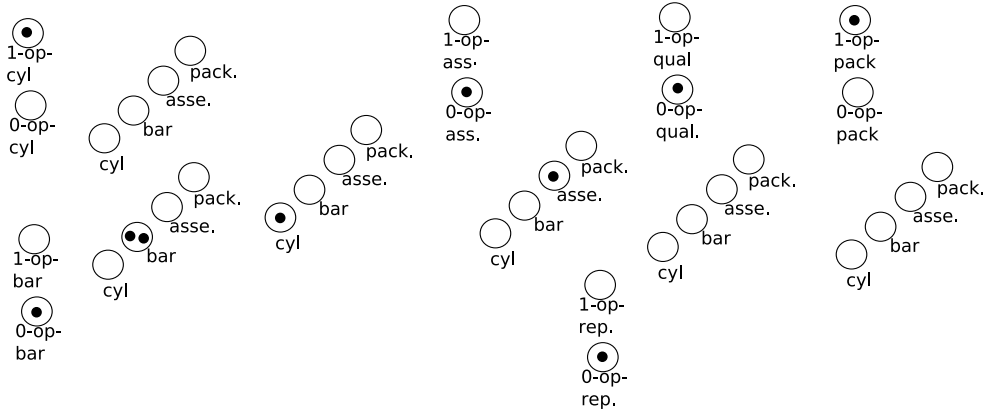 1-op-
cyl
0-op-
cyl
pack.
asse.
bar
cyl
1-op-
bar
0-op-
bar
pack.
asse.
bar
cyl
pack.
asse.
bar
cyl
1-op-
ass.
0-op-
ass.
pack.
asse.
bar
cyl
1-op-
rep.
0-op-
rep.
1-op-
qual
0-op-
qual.
pack.
asse.
bar
cyl
1-op-
pack
0-op-
pack
pack.
asse.
bar
cyl